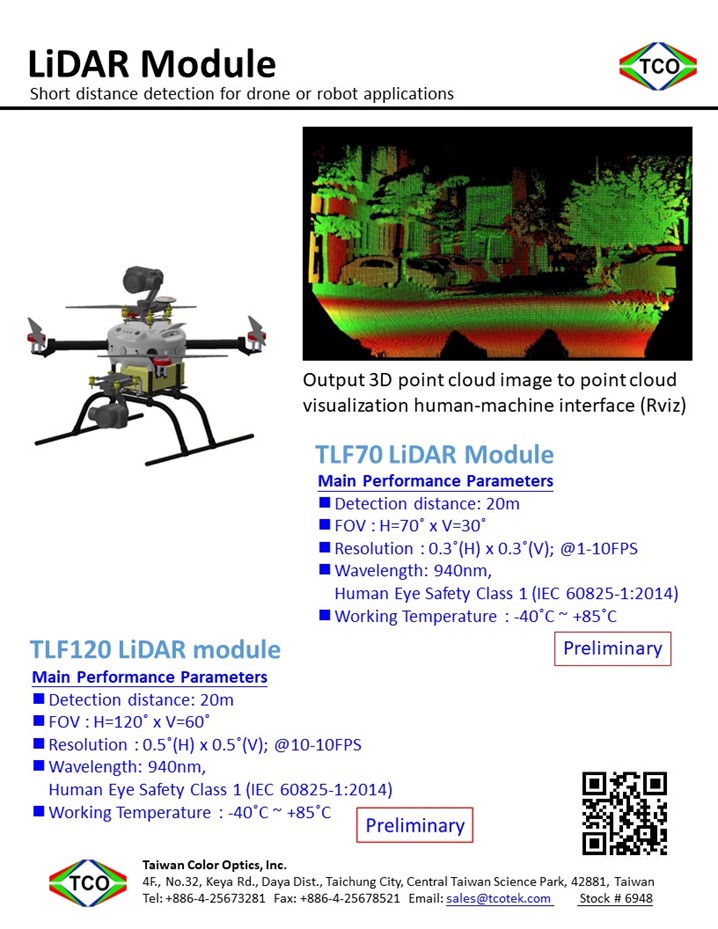 LiDAR Module
Short distance detection for drone or robot applications
TCO
Output 3D point cloud image to point cloud
visualization human-machine interface (Rviz)
TLF70 LiDAR Module
Main Performance Parameters
■ Detection distance: 20m
■ FOV : H=70˚ x V=30˚
■ Resolution : 0.3˚(H) x 0.3˚(V); @1-10FPS
■ Wavelength: 940nm,
Human Eye Safety Class 1 (IEC 60825-1:2014)
■ Working Temperature : -40˚C ~ +85˚C
Preliminary
TLF120 LiDAR module
Main Performance Parameters
■ Detection distance: 20m
■ FOV : H=120˚ x V=60˚
■ Resolution : 0.5˚(H) x 0.5˚(V); @10-10FPS
■ Wavelength: 940nm,
Human Eye Safety Class 1 (IEC 60825-1:2014)
■ Working Temperature : -40˚C ~ +85˚C
Preliminary
TCO
Taiwan Color Optics, Inc.
4F., No.32, Keya Rd., Daya Dist., Taichung City, Central Taiwan Science Park, 42881, Taiwan
Tel: +886-4-25673281 Fax: +886-4-25678521 Email: sales@tcotek.com Stock # 6948